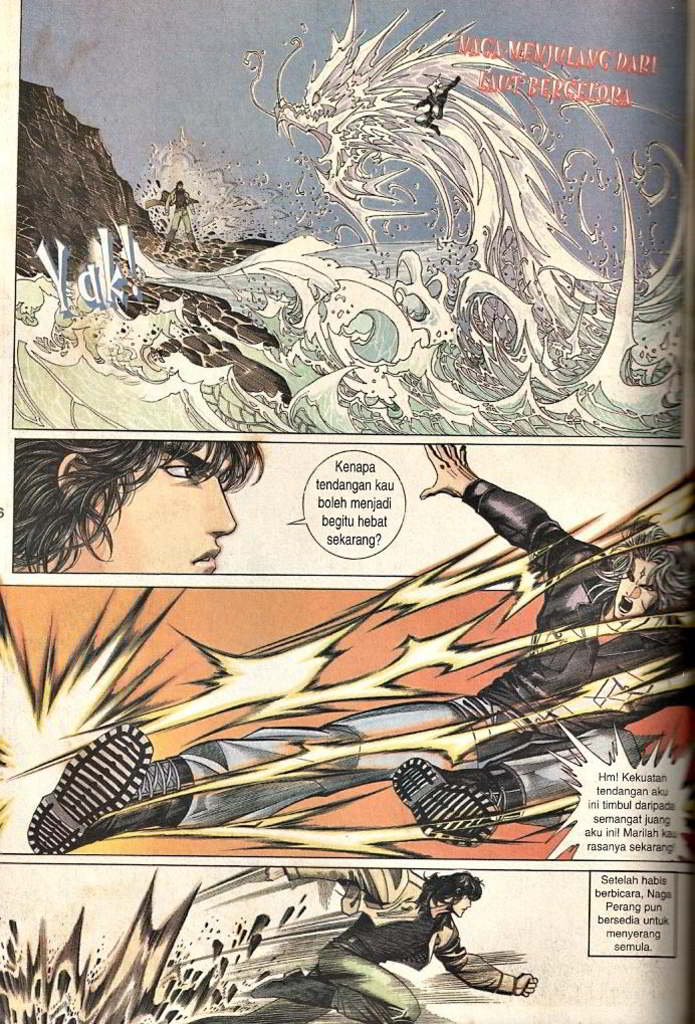 NAGA MENJULANG DARI
LAUT BERGELORA
Yak!
6
Kenapa
tendangan kau
boleh menjadi
begitu hebat
sekarang?
Hm! Kekuatan
tendangan aku
ini timbul daripada
semangat juang
aku ini! Marilah kau
rasanya sekarang!
Setelah habis
berbicara, Naga
Perang pun
bersedia untuk
menyerang
semula.